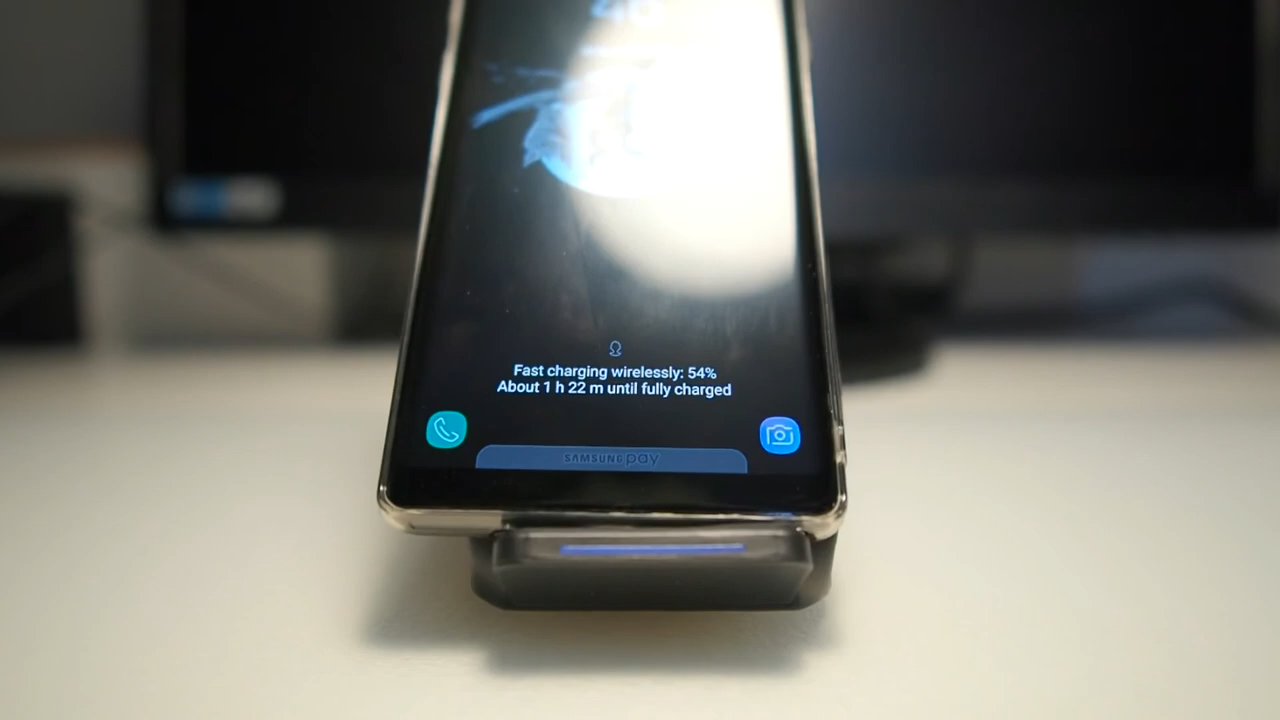 Fast charging wirelessly: 54%
About 1 h 22 m until fully charged
SAMSUNG pay